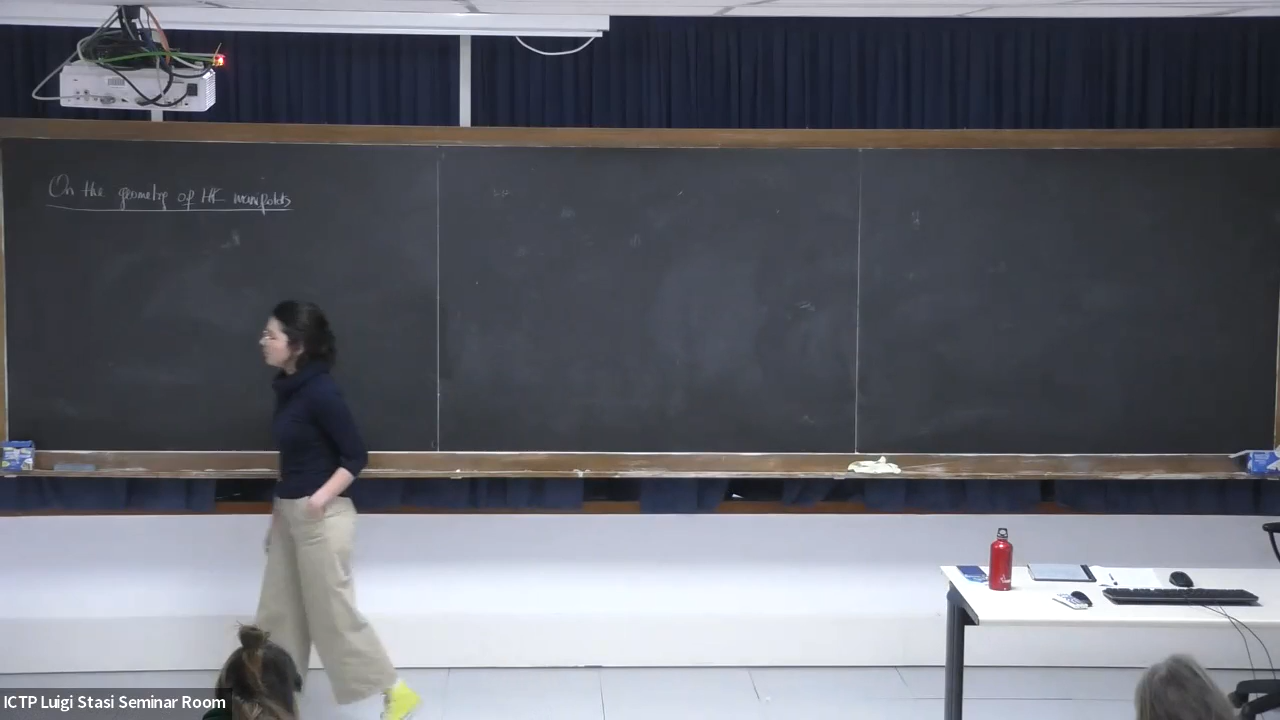 On the geometry of HK manifolds
ICTP Luigi Stasi Seminar Room